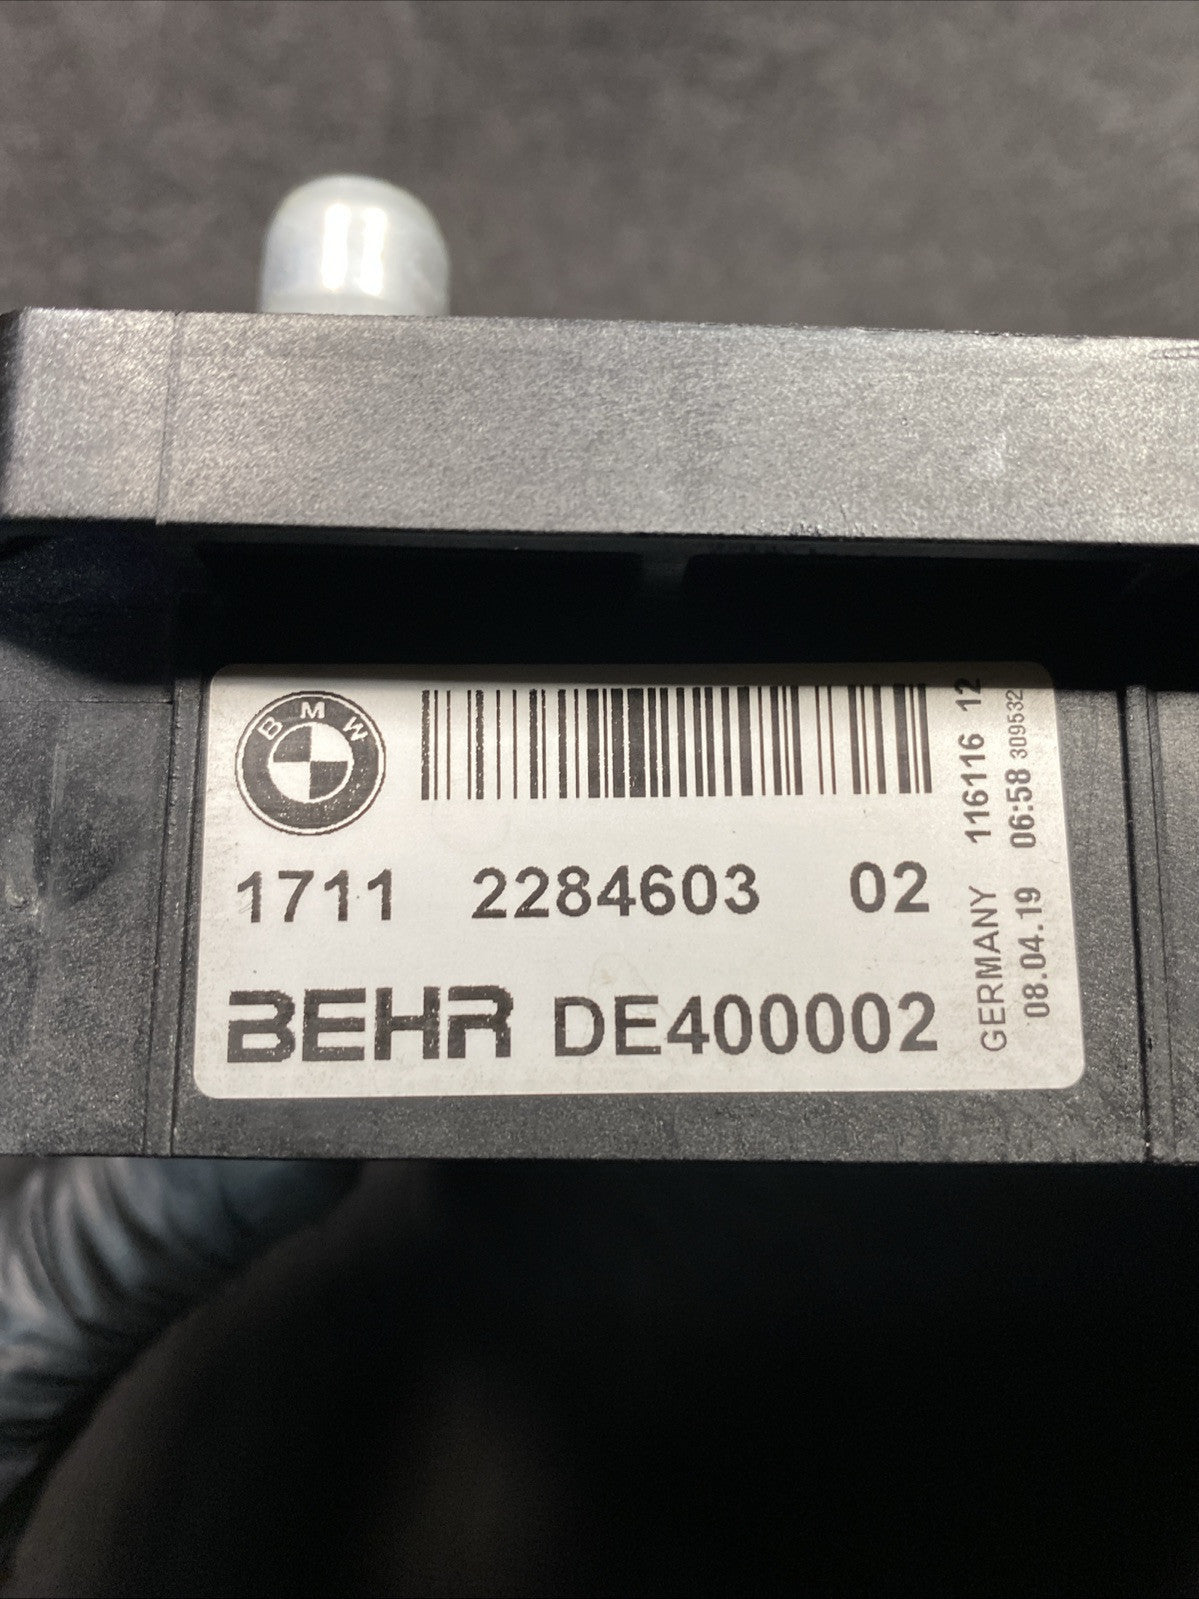 BMW
1711 2284603 02
BEHR DE400002
GERMANY 116116 12
08.04.19 06:58 309532